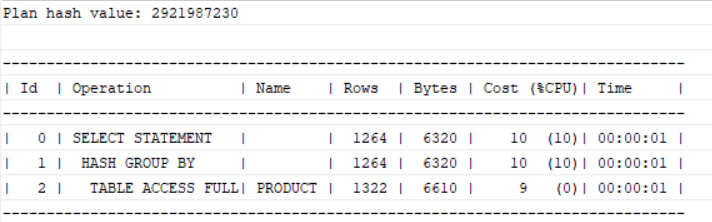 Plan hash value: 2921987230
---------------------------------------------------------------------------
| Id  | Operation          | Name    | Rows  | Bytes | Cost (%CPU)| Time     |
---------------------------------------------------------------------------
|   0 | SELECT STATEMENT   |         |  1264 |  6320 |    10  (10)| 00:00:01 |
|   1 |  HASH GROUP BY     |         |  1264 |  6320 |    10  (10)| 00:00:01 |
|   2 |   TABLE ACCESS FULL| PRODUCT |  1322 |  6610 |     9   (0)| 00:00:01 |
---------------------------------------------------------------------------